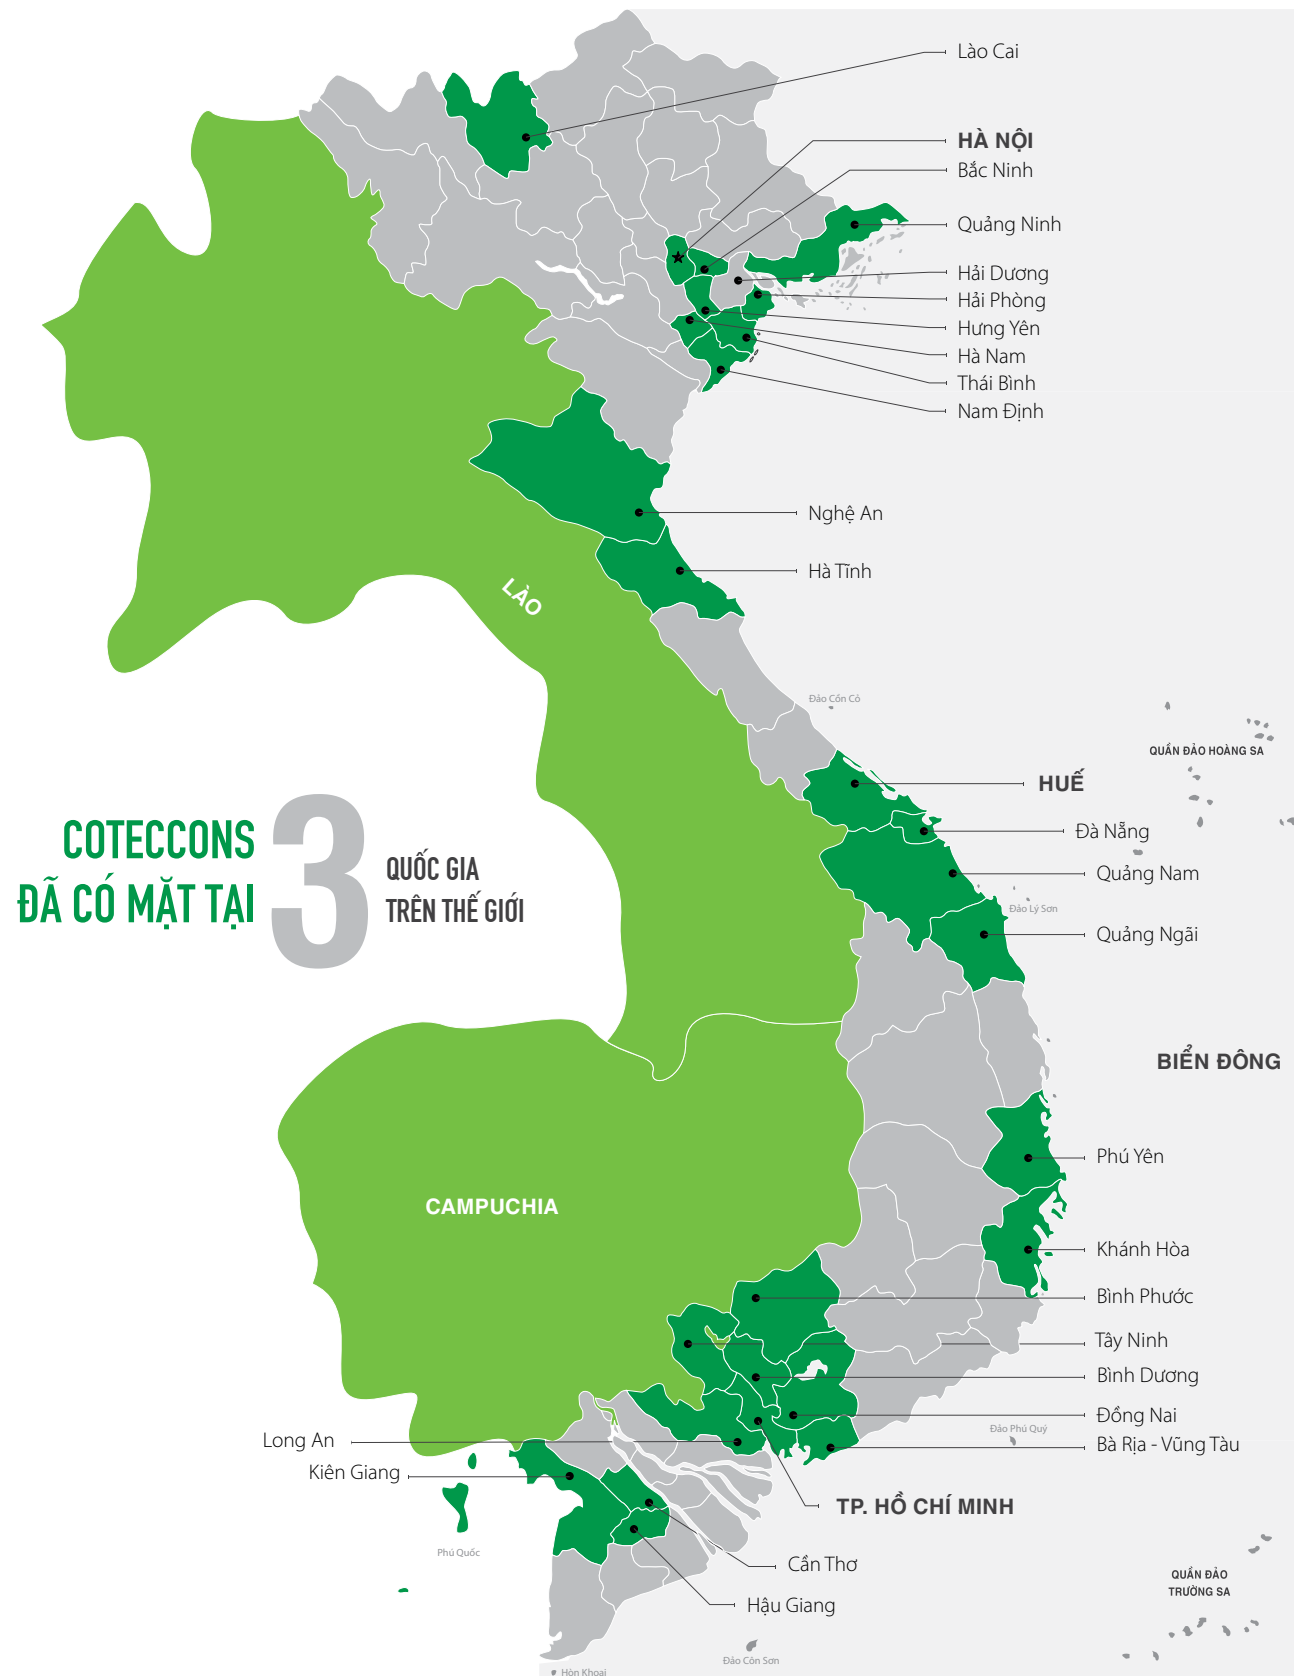 Lào Cai
HÀ NỘI
Bắc Ninh
Quảng Ninh
Hải Dương
Hải Phòng
Hưng Yên
Hà Nam
Thái Bình
Nam Định
Nghệ An
Hà Tĩnh
LÀO
Đảo Cồn Cỏ
QUẦN ĐẢO HOÀNG SA
HUẾ
COTECCONS
ĐÃ CÓ MẶT TẠI
3
QUỐC GIA
TRÊN THẾ GIỚI
Đà Nẵng
Quảng Nam
Đảo Lý Sơn
Quảng Ngãi
BIỂN ĐÔNG
Phú Yên
CAMPUCHIA
Khánh Hòa
Bình Phước
Tây Ninh
Bình Dương
Đồng Nai
Đảo Phú Quý
Bà Rịa - Vũng Tàu
Long An
Kiên Giang
TP. HỒ CHÍ MINH
Phú Quốc
Cần Thơ
QUẦN ĐẢO
TRƯỜNG SA
Hậu Giang
Đảo Côn Sơn
Hòn Khoai